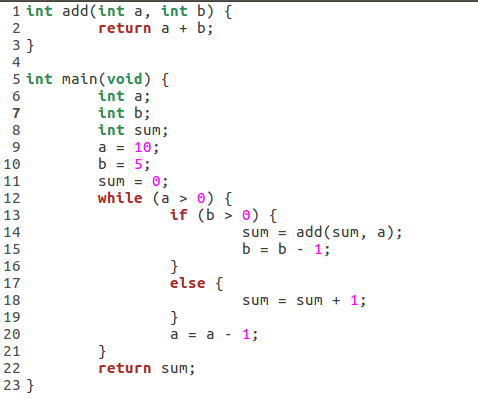 1 int add(int a, int b) {
2         return a + b;
3 }
4
5 int main(void) {
6         int a;
7         int b;
8         int sum;
9         a = 10;
10         b = 5;
11         sum = 0;
12         while (a > 0) {
13                 if (b > 0) {
14                         sum = add(sum, a);
15                         b = b - 1;
16                 }
17                 else {
18                         sum = sum + 1;
19                 }
20                 a = a - 1;
21         }
22         return sum;
23 }